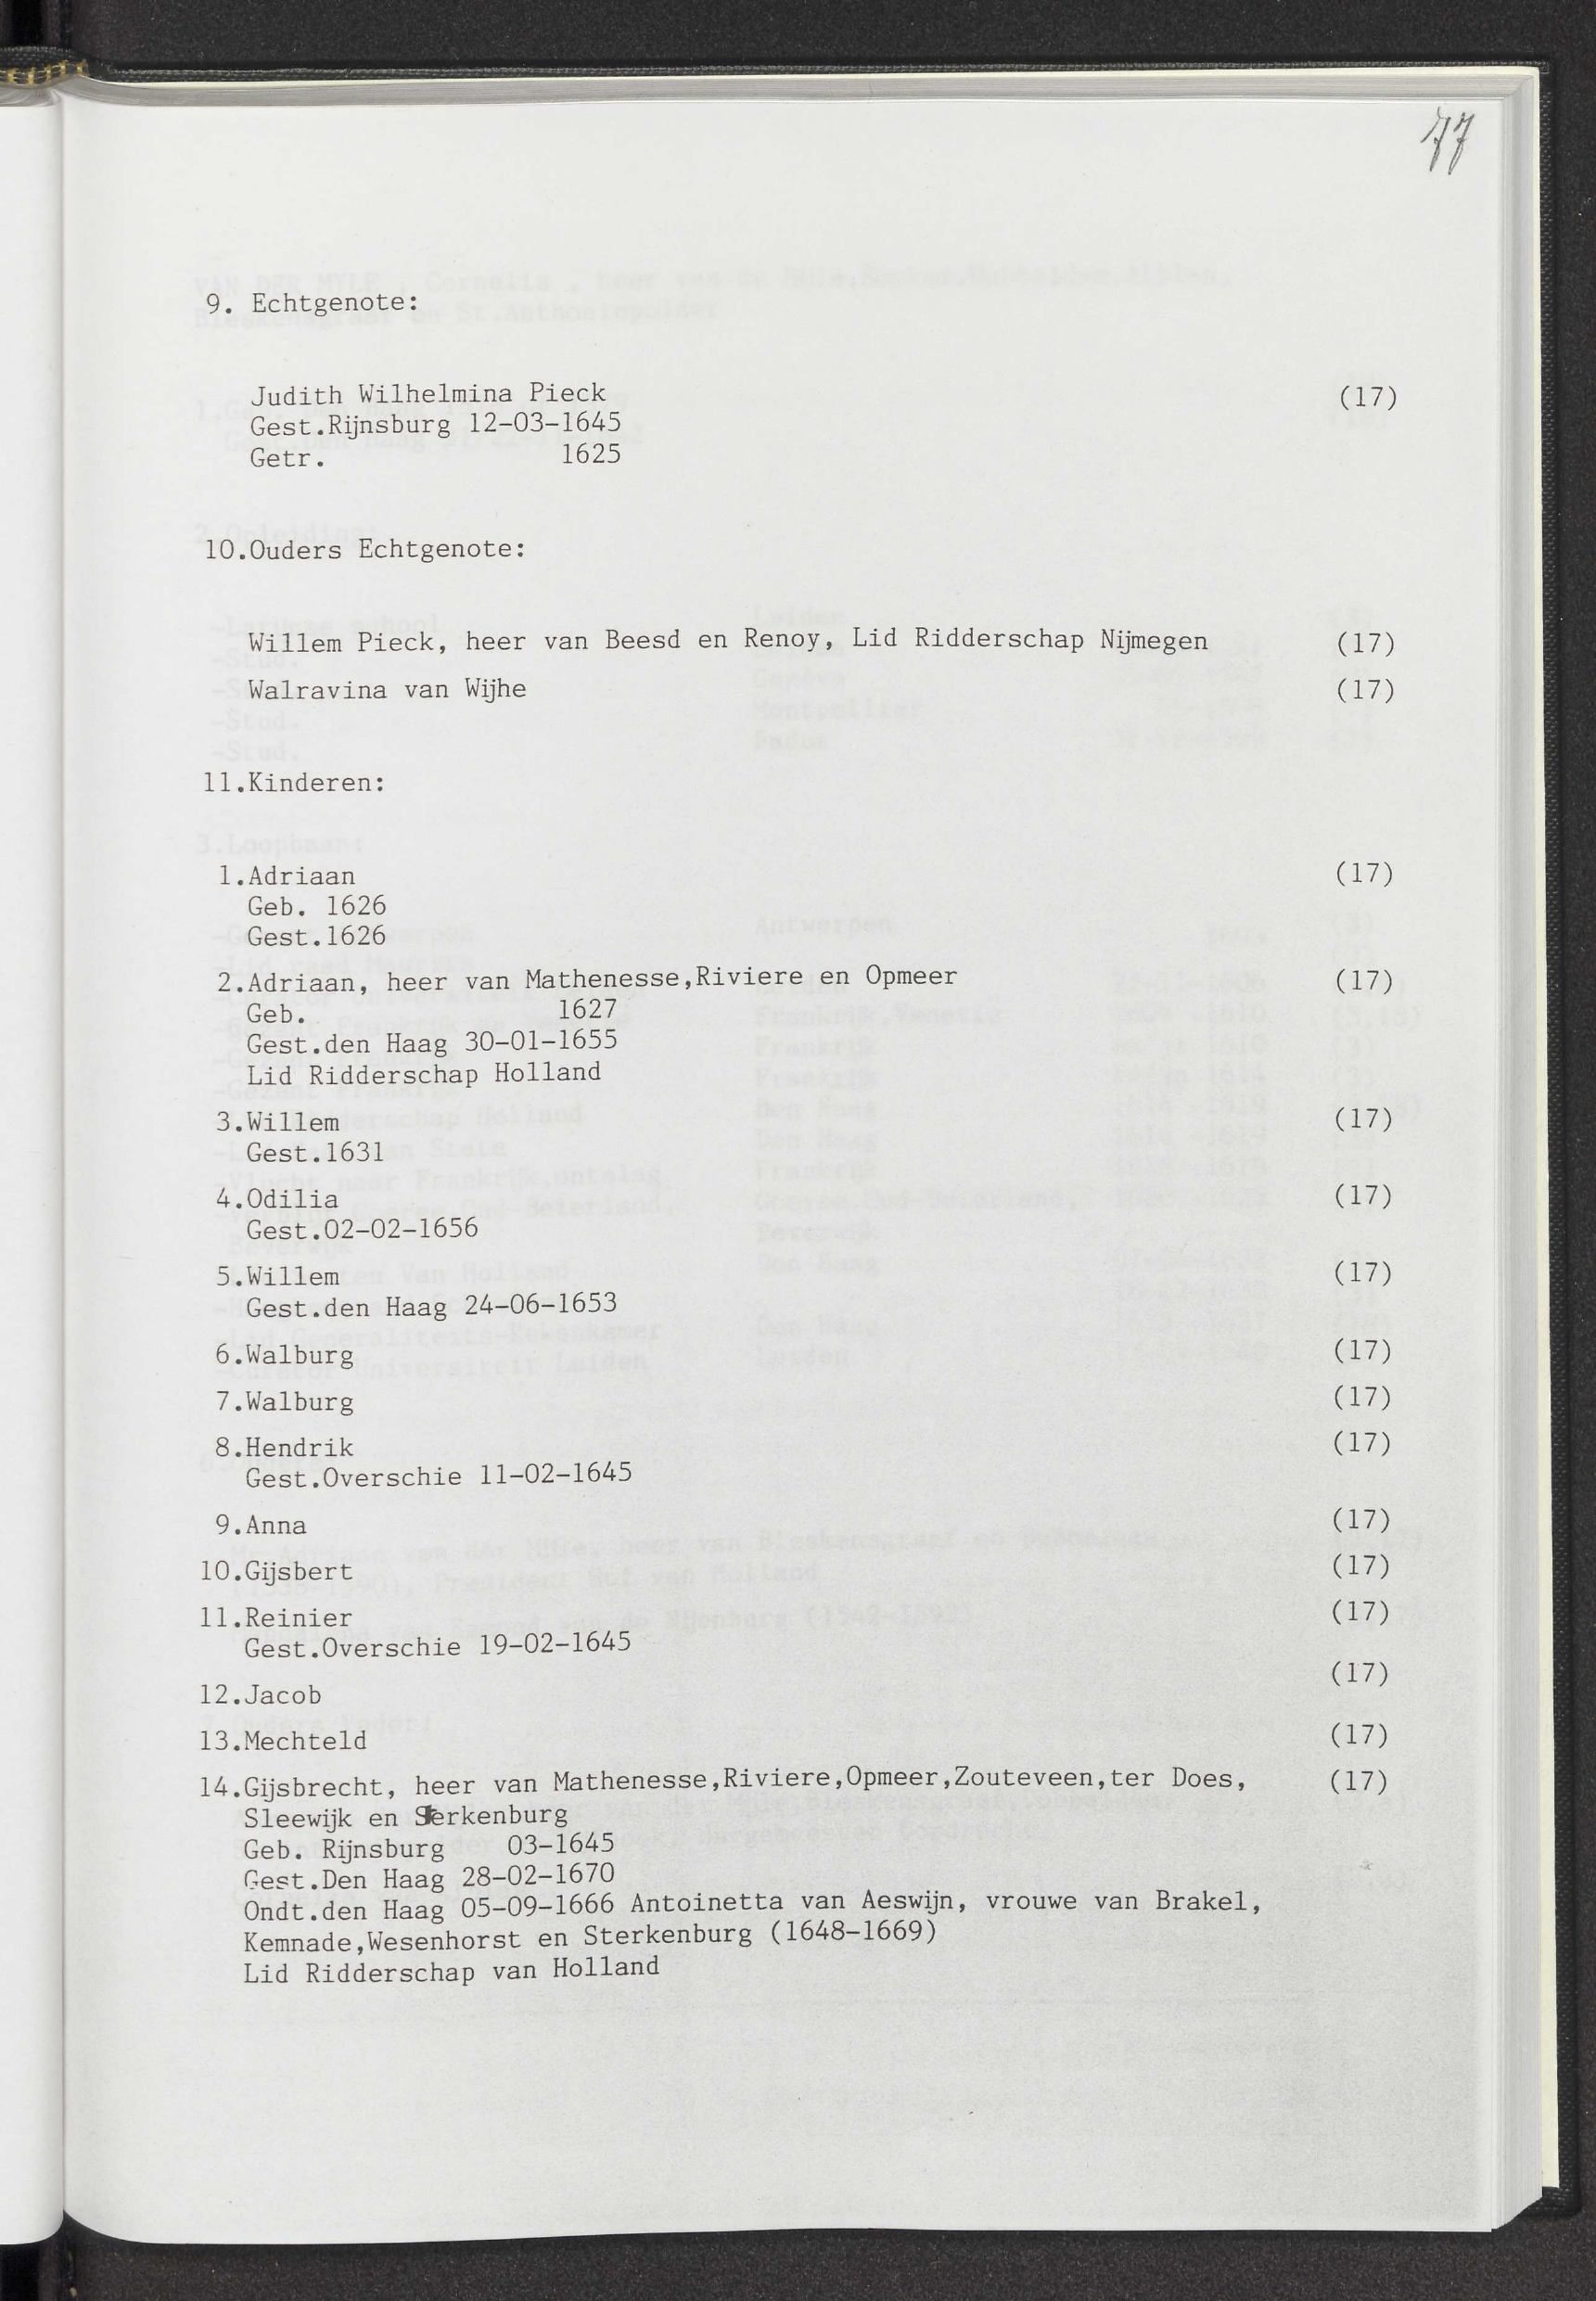 77
9. Echtgenote:
Judith Wilhelmina Pieck (17)
Gest.Rijnsburg 12-03-1645
Getr. 1625
10.Ouders Echtgenote:
Willem Pieck, heer van Beesd en Renoy, Lid Ridderschap Nijmegen (17)
Walravina van Wijhe (17)
11.Kinderen:
1.Adriaan (17)
Geb. 1626
Gest.1626
2.Adriaan, heer van Mathenesse,Riviere en Opmeer (17)
Geb. 1627
Gest.den Haag 30-01-1655
Lid Ridderschap Holland
3.Willem (17)
Gest.1631
4.Odilia (17)
Gest.02-02-1656
5.Willem (17)
Gest.den Haag 24-06-1653
6.Walburg (17)
7.Walburg (17)
8.Hendrik (17)
Gest.Overschie 11-02-1645
9.Anna (17)
10.Gijsbert (17)
11.Reinier (17)
Gest.Overschie 19-02-1645
12.Jacob (17)
13.Mechteld (17)
14.Gijsbrecht, heer van Mathenesse,Riviere,Opmeer,Zouteveen,ter Does, (17)
Sleewijk en Sterkenburg
Geb. Rijnsburg 03-1645
Gest.Den Haag 28-02-1670
Ondt.den Haag 05-09-1666 Antoinetta van Aeswijn, vrouwe van Brakel,
Kemnade,Wesenhorst en Sterkenburg (1648-1669)
Lid Ridderschap van Holland